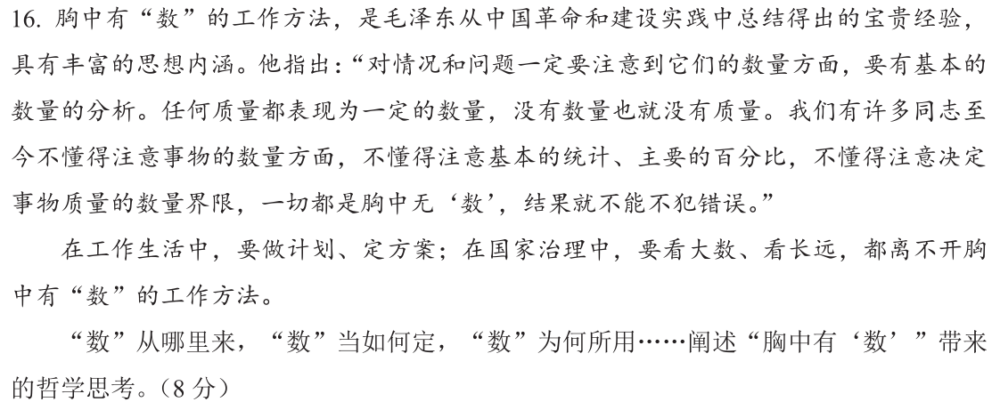 16. 胸中有“数”的工作方法，是毛泽东从中国革命和建设实践中总结得出的宝贵经验，
具有丰富的思想内涵。他指出：“对情况和问题一定要注意到它们的数量方面，要有基本的
数量的分析。任何质量都表现为一定的数量，没有数量也就没有质量。我们有许多同志至
今不懂得注意事物的数量方面，不懂得注意基本的统计、主要的百分比，不懂得注意决定
事物质量的数量界限，一切都是胸中无‘数’，结果就不能不犯错误。”
在工作生活中，要做计划、定方案；在国家治理中，要看大数、看长远，都离不开胸
中有“数”的工作方法。
“数”从哪里来，“数”当如何定，“数”为何所用……阐述“胸中有‘数’”带来
的哲学思考。（8 分）